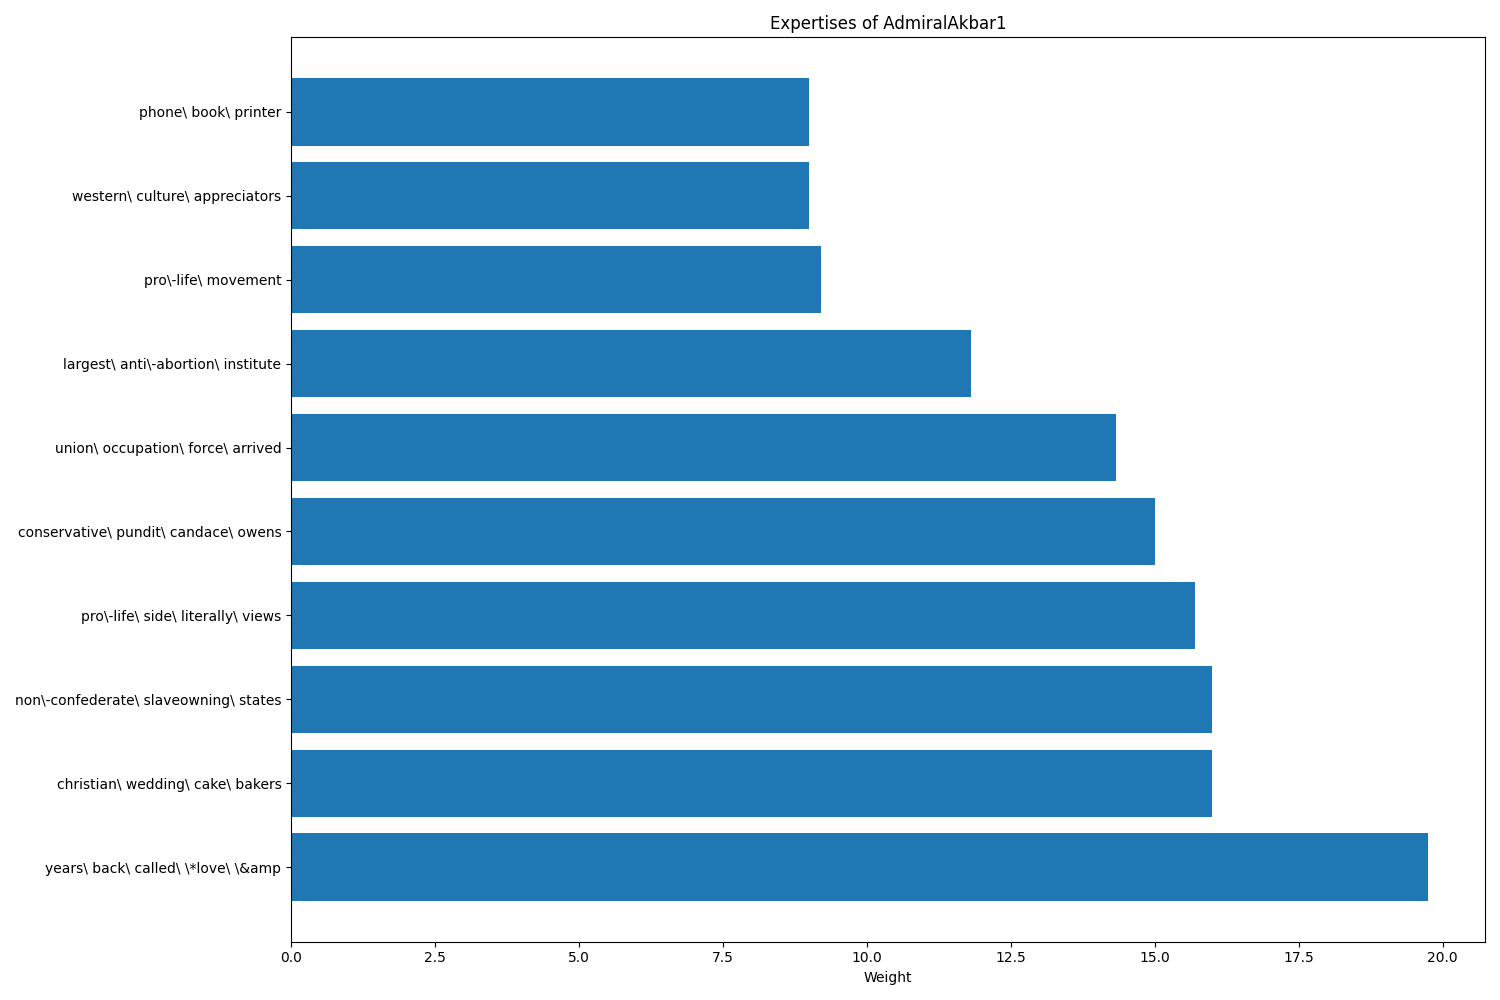 Expertises of AdmiralAkbar1
phone\ book\ printer
western\ culture\ appreciators
pro\-life\ movement
largest\ anti\-abortion\ institute
union\ occupation\ force\ arrived
conservative\ pundit\ candace\ owens
pro\-life\ side\ literally\ views
non\-confederate\ slaveowning\ states
christian\ wedding\ cake\ bakers
years\ back\ called\ \*love\ \&amp
0.0 2.5 5.0 7.5 10.0 12.5 15.0 17.5 20.0
Weight